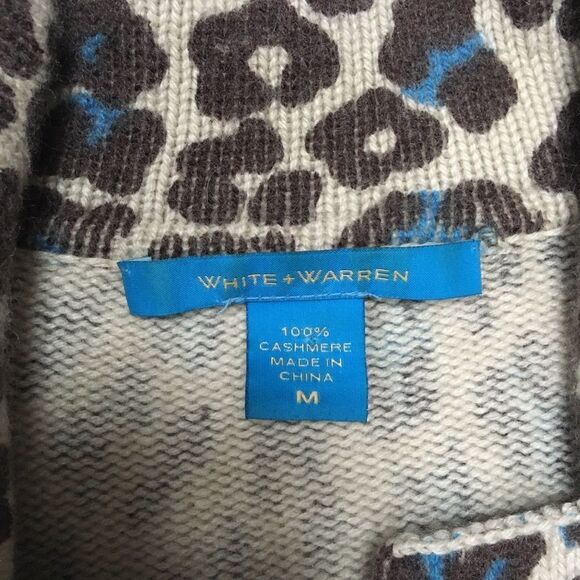 WHITE + WARREN
100%
CASHMERE
MADE IN
CHINA
M